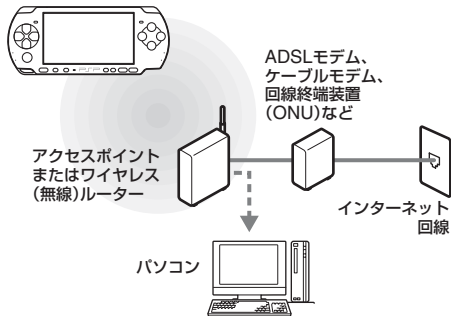 ADSLモデム、
ケーブルモデム、
回線終端装置
(ONU)など
アクセスポイント
またはワイヤレス
(無線)ルーター
インターネット
回線
パソコン